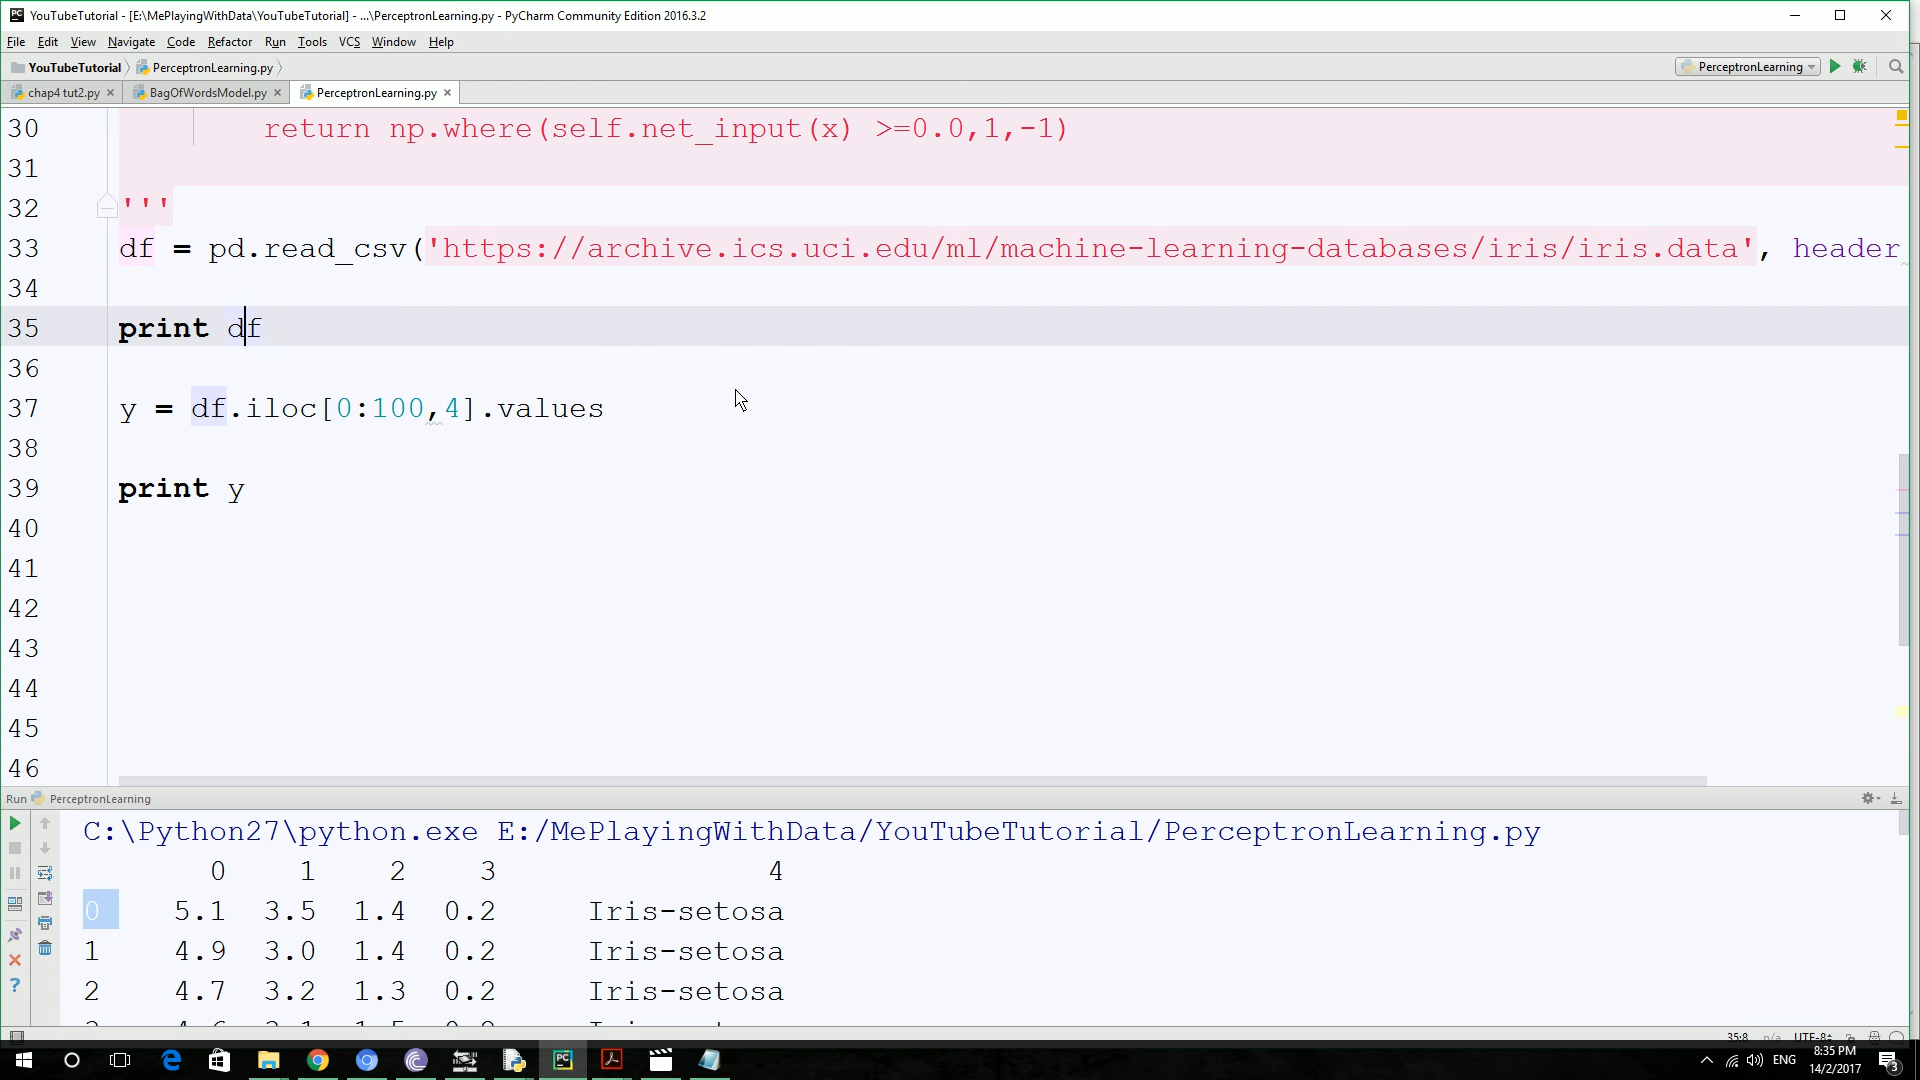 YouTubeTutorial - [E:\MePlayingWithData\YouTubeTutorial] - ...\PerceptronLearning.py - PyCharm Community Edition 2016.3.2
File Edit View Navigate Code Refactor Run Tools VCS Window Help
YouTubeTutorial PerceptronLearning.py PerceptronLearning
chap4 tut2.py BagOfWordsModel.py PerceptronLearning.py
30 return np.where(self.net_input(x) >=0.0,1,-1)
31
32 '''
33 df = pd.read_csv('https://archive.ics.uci.edu/ml/machine-learning-databases/iris/iris.data', header
34
35 print df
36
37 y = df.iloc[0:100,4].values
38
39 print y
40
41
42
43
44
45
46
Run PerceptronLearning
C:\Python27\python.exe E:/MePlayingWithData/YouTubeTutorial/PerceptronLearning.py
0 1 2 3 4
0 5.1 3.5 1.4 0.2 Iris-setosa
1 4.9 3.0 1.4 0.2 Iris-setosa
2 4.7 3.2 1.3 0.2 Iris-setosa
35:8 n/a UTF-8
ENG 8:35 PM
14/2/2017 3